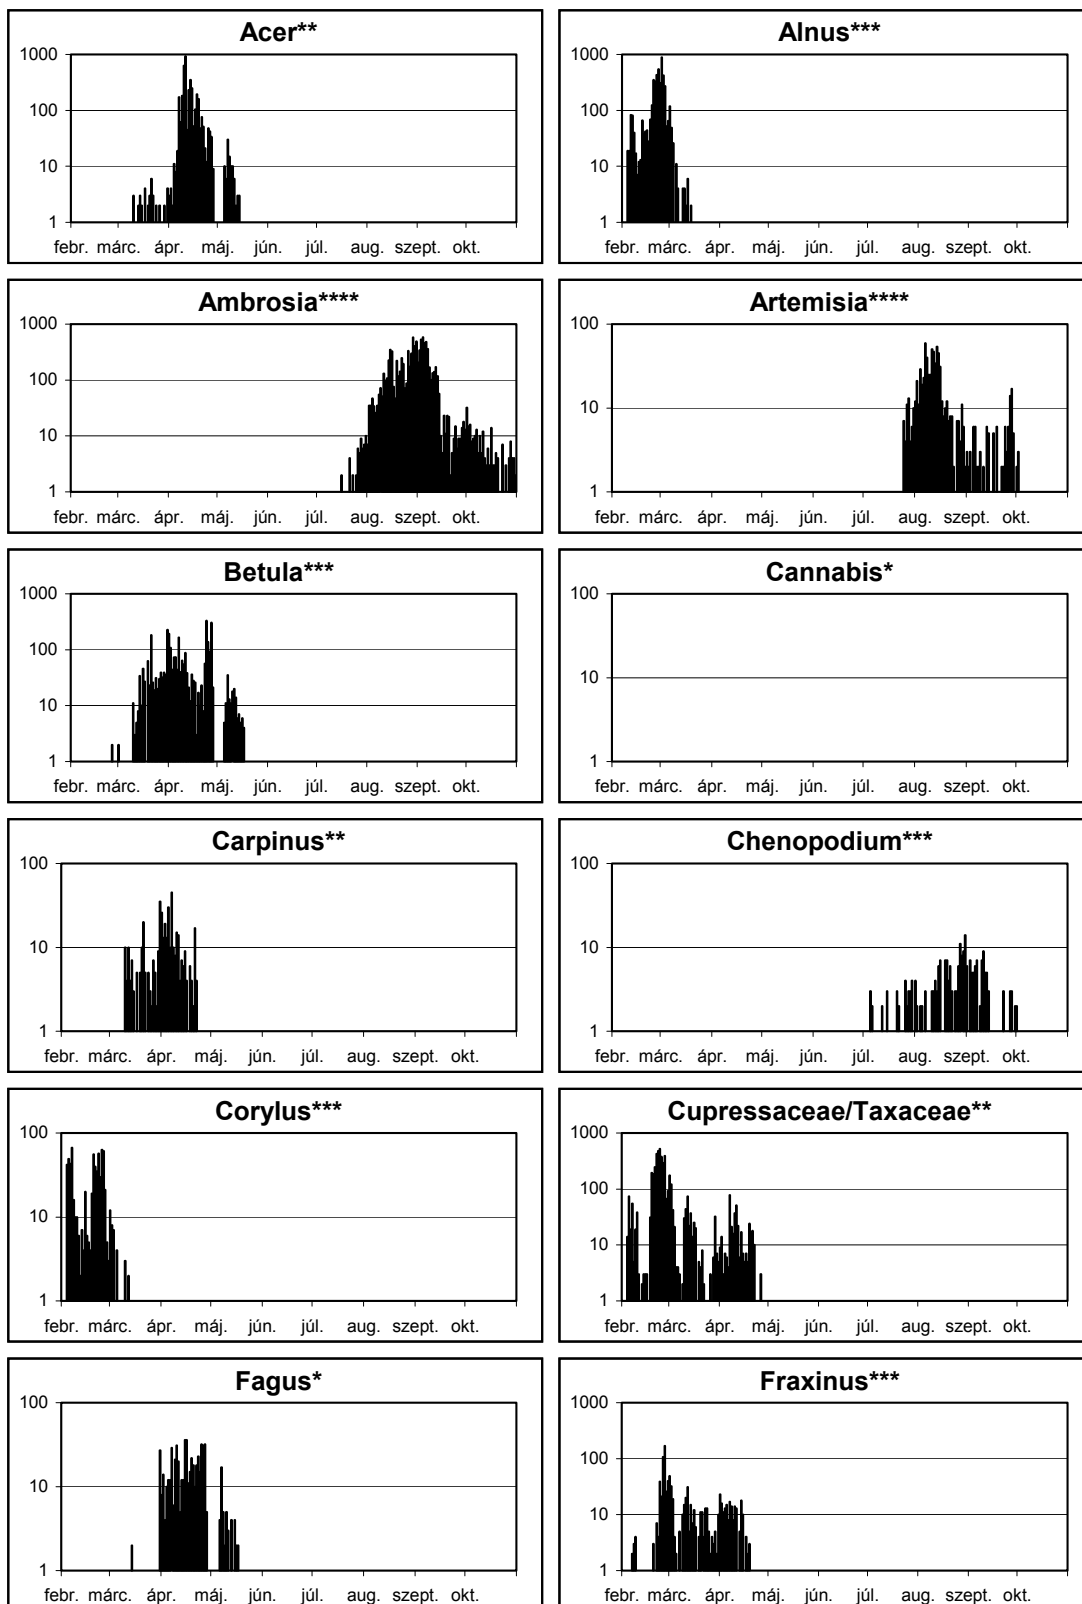 Acer**
1000
100
10
1
febr. márc. ápr. máj. jún. júl. aug. szept. okt.
Alnus***
1000
100
10
1
febr. márc. ápr. máj. jún. júl. aug. szept. okt.
Ambrosia****
1000
100
10
1
febr. márc. ápr. máj. jún. júl. aug. szept. okt.
Artemisia****
100
10
1
febr. márc. ápr. máj. jún. júl. aug. szept. okt.
Betula***
1000
100
10
1
febr. márc. ápr. máj. jún. júl. aug. szept. okt.
Cannabis*
100
10
1
febr. márc. ápr. máj. jún. júl. aug. szept. okt.
Carpinus**
100
10
1
febr. márc. ápr. máj. jún. júl. aug. szept. okt.
Chenopodium***
100
10
1
febr. márc. ápr. máj. jún. júl. aug. szept. okt.
Corylus***
100
10
1
febr. márc. ápr. máj. jún. júl. aug. szept. okt.
Cupressaceae/Taxaceae**
1000
100
10
1
febr. márc. ápr. máj. jún. júl. aug. szept. okt.
Fagus*
100
10
1
febr. márc. ápr. máj. jún. júl. aug. szept. okt.
Fraxinus***
1000
100
10
1
febr. márc. ápr. máj. jún. júl. aug. szept. okt.